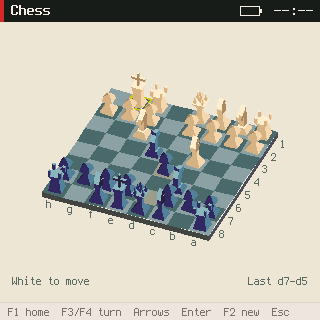 Chess --:--
1
2
3
4
5
6
7
8
h g f e d c b a
White to move Last d7-d5
F1 home F3/F4 turn Arrows Enter F2 new Esc